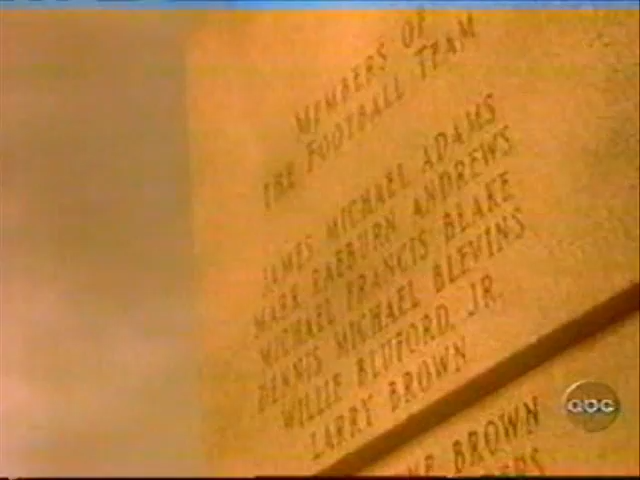 MEMBERS OF
THE FOOTBALL TEAM
JAMES MICHAEL ADAMS
MARK RAEBURN ANDREWS
MICHAEL FRANCIS BLAKE
DENNIS MICHAEL BLEVINS
WILLIE BLUFORD, JR.
LARRY BROWN
BROWN
abc